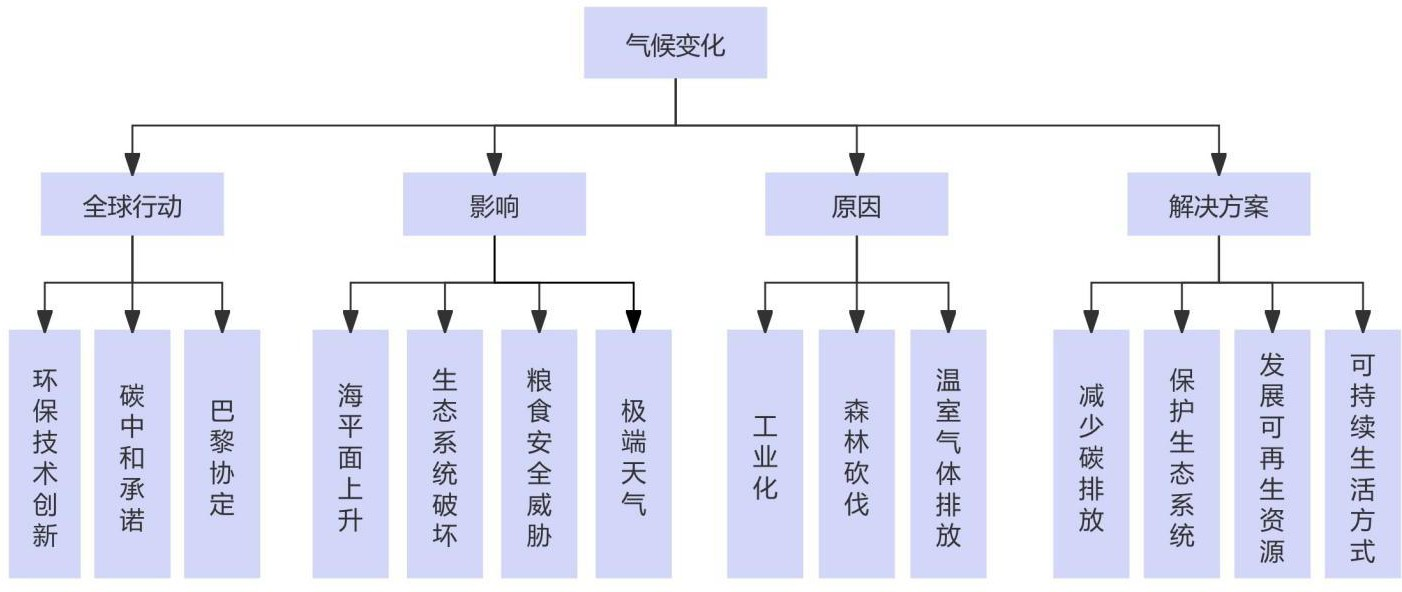 气候变化
全球行动
影响
原因
解决方案
环保技术创新
碳中和承诺
巴黎协定
海平面上升
生态系统破坏
粮食安全威胁
极端天气
工业化
森林砍伐
温室气体排放
减少碳排放
保护生态系统
发展可再生资源
可持续生活方式